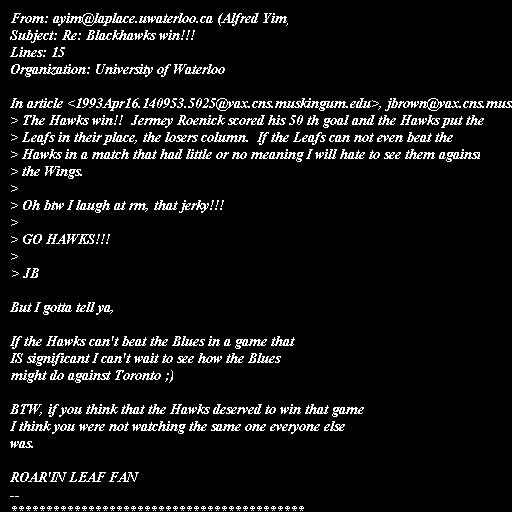 From: ayim@laplace.uwaterloo.ca (Alfred Yim)
Subject: Re: Blackhawks win!!!
Lines: 15
Organization: University of Waterloo

In article <1993Apr16.140953.5025@vax.cns.muskingum.edu>, jbrown@vax.cns.mus
> The Hawks win!!  Jermey Roenick scored his 50 th goal and the Hawks put the
> Leafs in their place, the losers column.  If the Leafs can not even beat the
> Hawks in a match that had little or no meaning I will hate to see them against
> the Wings.
>
> Oh btw I laugh at rm, that jerky!!!
>
> GO HAWKS!!!
>
> JB

But I gotta tell ya,

If the Hawks can't beat the Blues in a game that
IS significant I can't wait to see how the Blues
might do against Toronto ;)

BTW, if you think that the Hawks deserved to win that game
I think you were not watching the same one everyone else
was.

ROAR'IN LEAF FAN
--